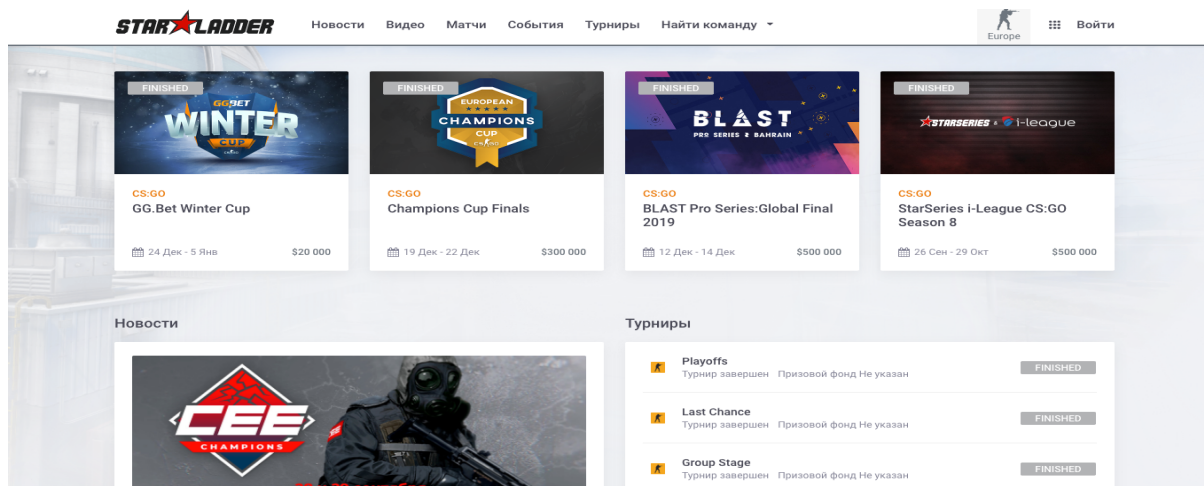 STAR LADDER
Новости Видео Матчи События Турниры Найти команду
Europe
Войти
FINISHED
GG.BET
WINTER
CUP
CS:GO
GG.Bet Winter Cup
24 Дек - 5 Янв $20 000
FINISHED
EUROPEAN
CHAMPIONS
CUP
CS:GO
CS:GO
Champions Cup Finals
19 Дек - 22 Дек $300 000
FINISHED
BLAST
PRO SERIES BAHRAIN
CS:GO
BLAST Pro Series:Global Final
2019
12 Дек - 14 Дек $500 000
FINISHED
STARSERIES i-league
CS:GO
StarSeries i-League CS:GO
Season 8
26 Сен - 29 Окт $500 000
Новости
CEE
CHAMPIONS
Турниры
Playoffs
Турнир завершен Призовой фонд Не указан
FINISHED
Last Chance
Турнир завершен Призовой фонд Не указан
FINISHED
Group Stage
Турнир завершен Призовой фонд Не указан
FINISHED